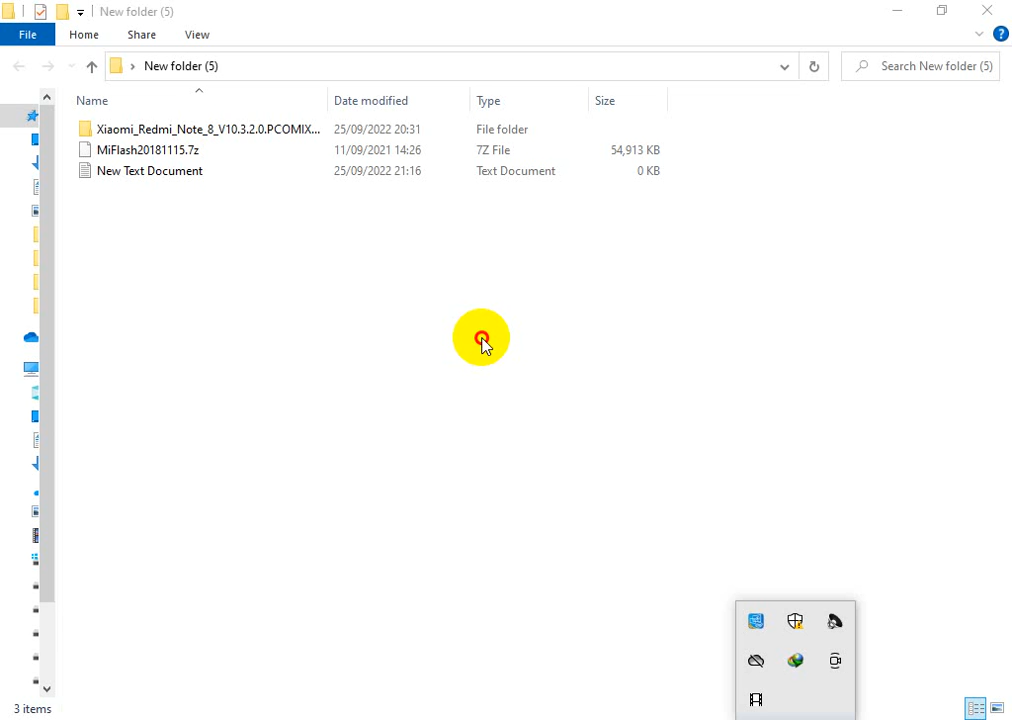 New folder (5)
File Home Share View
New folder (5) Search New folder (5)
Name Date modified Type Size
Xiaomi_Redmi_Note_8_V10.3.2.0.PCOMIX... 25/09/2022 20:31 File folder
MiFlash20181115.7z 11/09/2021 14:26 7Z File 54,913 KB
New Text Document 25/09/2022 21:16 Text Document 0 KB
3 items